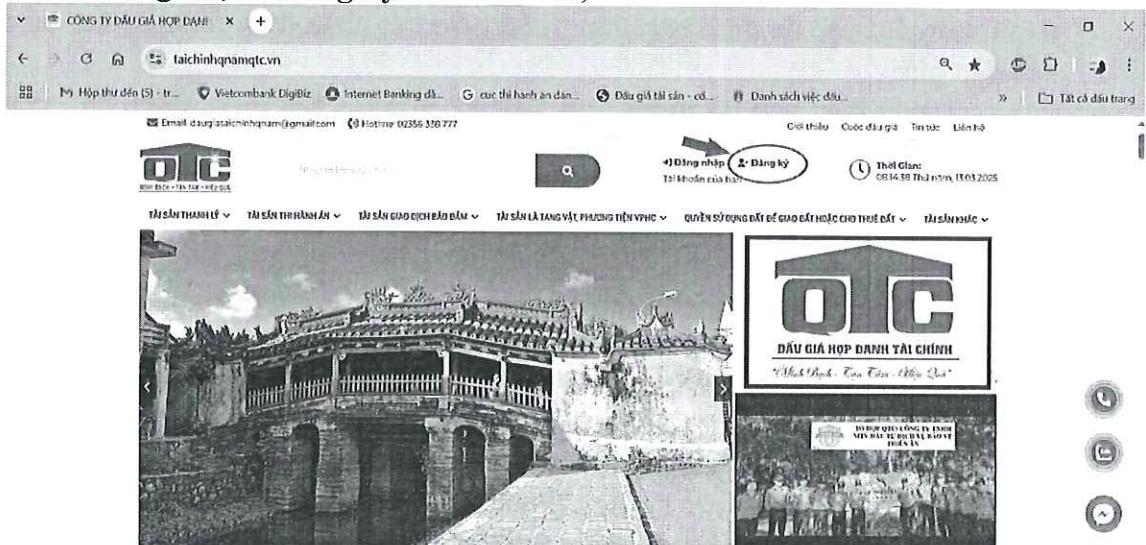 CÔNG TY ĐẤU GIÁ HỢP DANH
taichinhqnamqtc.vn
Hộp thư đến (5) - tr... Vietcombank DigiBiz Internet Banking dà... cục thi hành án dân... Đấu giá tài sản - cổ... Danh sách việc đấu... Tất cả dấu trang
Email: daugiataichinhqnam@gmail.com Hotline: 02356 338 777 Giới thiệu Cuộc đấu giá Tin tức Liên hệ
Đăng nhập Đăng ký Thời Gian:
QTC Tài khoản của bạn 08:14:38 Thứ năm, 13.03.2025
TÀI SẢN THANH LÝ TÀI SẢN THI HÀNH ÁN TÀI SẢN GIAO DỊCH BẢO ĐẢM TÀI SẢN LÀ TANG VẬT, PHƯƠNG TIỆN VPHC QUYỀN SỬ DỤNG ĐẤT ĐỂ GIAO ĐẤT HOẶC CHO THUÊ ĐẤT TÀI SẢN KHÁC
QTC
ĐẤU GIÁ HỢP DANH TÀI CHÍNH
"Minh Bạch - Tận Tâm - Hiệu Quả"